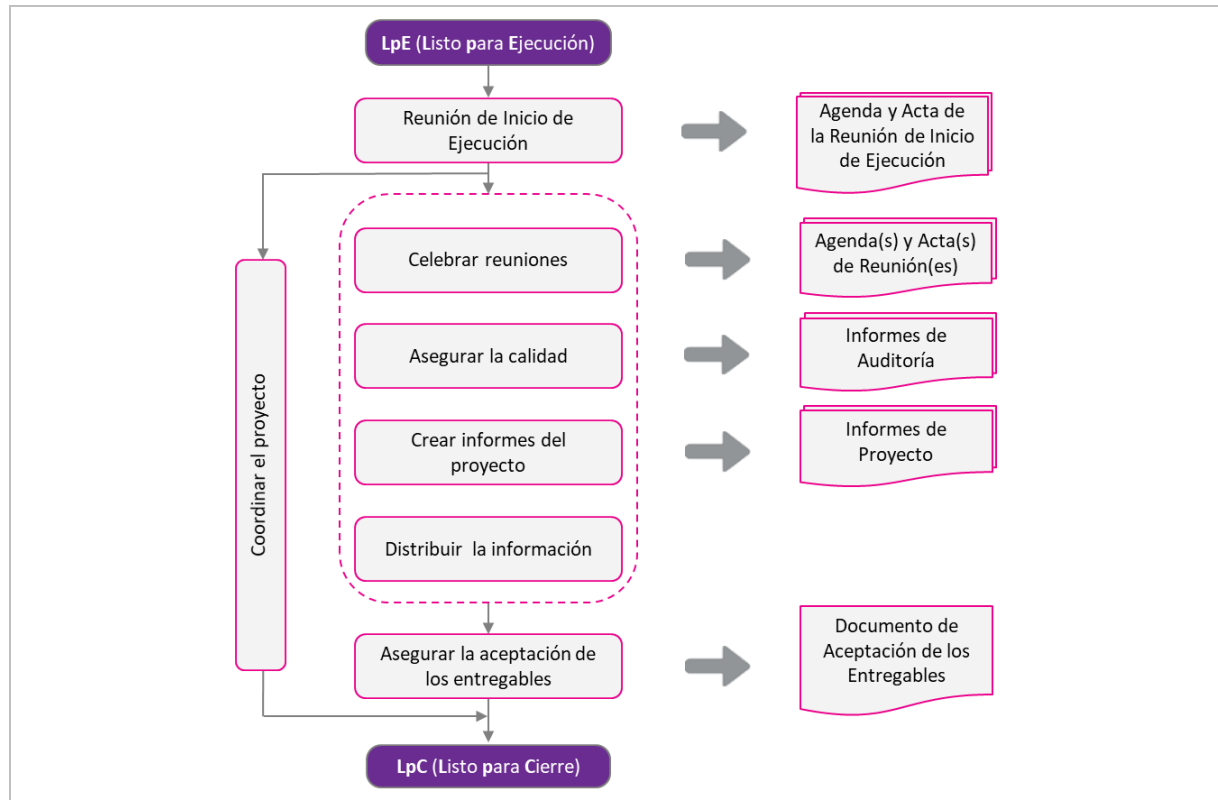 LpE (Listo para Ejecución)
Reunión de Inicio de
Ejecución
Agenda y Acta de
la Reunión de Inicio
de Ejecución
Coordinar el proyecto
Celebrar reuniones
Agenda(s) y Acta(s)
de Reunión(es)
Asegurar la calidad
Informes de
Auditoría
Crear informes del
proyecto
Informes de
Proyecto
Distribuir la información
Asegurar la aceptación de
los entregables
Documento de
Aceptación de los
Entregables
LpC (Listo para Cierre)